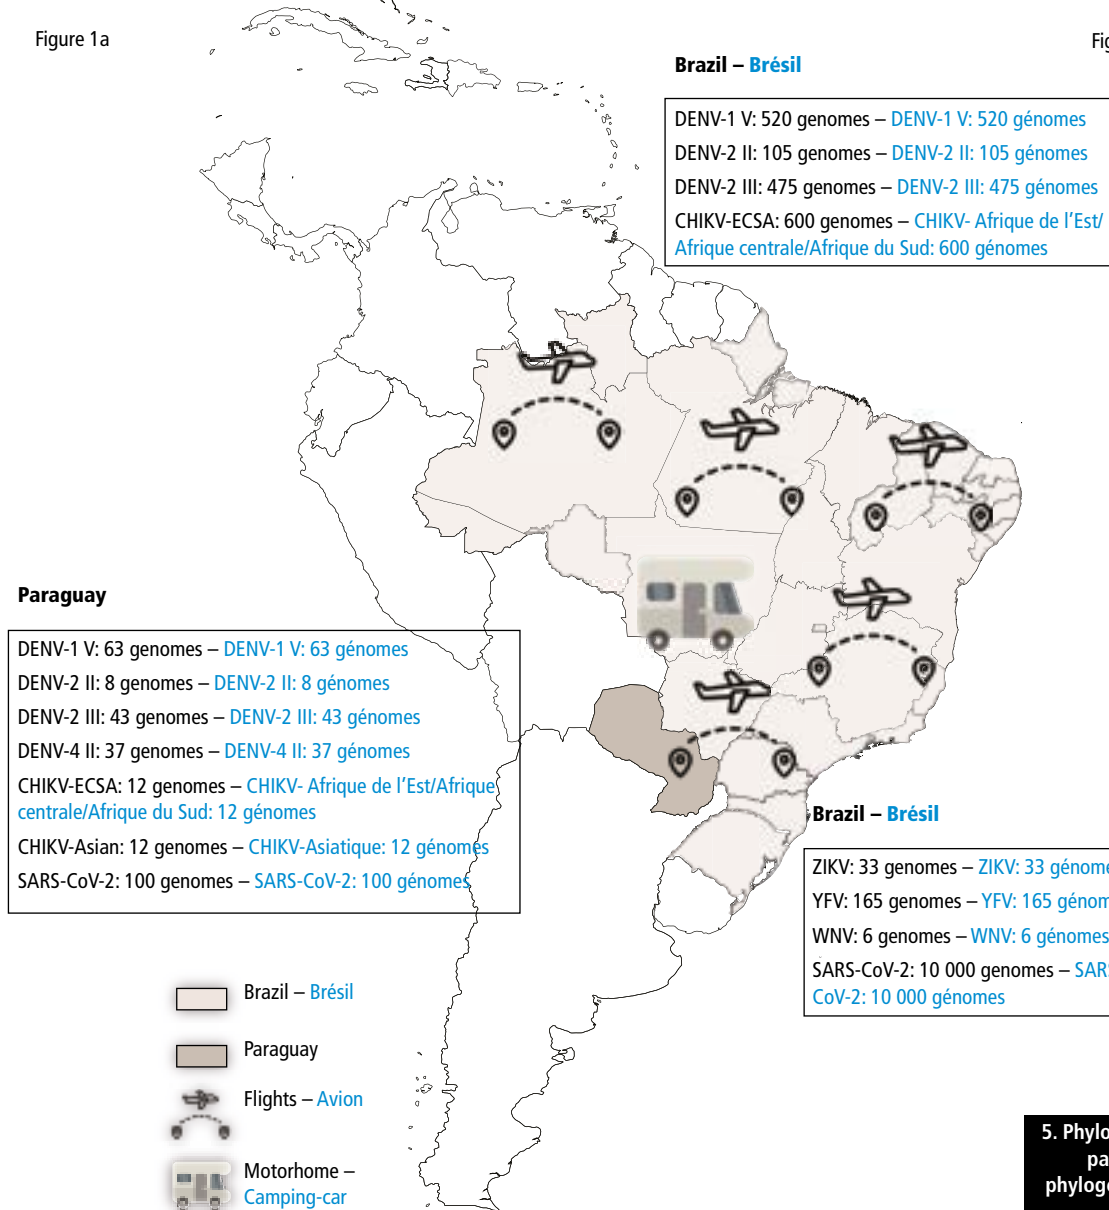 Figure 1a
Fig
Brazil – Brésil
DENV-1 V: 520 genomes – DENV-1 V: 520 génomes
DENV-2 II: 105 genomes – DENV-2 II: 105 génomes
DENV-2 III: 475 genomes – DENV-2 III: 475 génomes
CHIKV-ECSA: 600 genomes – CHIKV- Afrique de l'Est/
Afrique centrale/Afrique du Sud: 600 génomes
Paraguay
DENV-1 V: 63 genomes – DENV-1 V: 63 génomes
DENV-2 II: 8 genomes – DENV-2 II: 8 génomes
DENV-2 III: 43 genomes – DENV-2 III: 43 génomes
DENV-4 II: 37 genomes – DENV-4 II: 37 génomes
CHIKV-ECSA: 12 genomes – CHIKV- Afrique de l'Est/Afrique
centrale/Afrique du Sud: 12 génomes
CHIKV-Asian: 12 genomes – CHIKV-Asiatique: 12 génomes
SARS-CoV-2: 100 genomes – SARS-CoV-2: 100 génomes
Brazil – Brésil
ZIKV: 33 genomes – ZIKV: 33 génome
YFV: 165 genomes – YFV: 165 génom
WNV: 6 genomes – WNV: 6 génomes
SARS-CoV-2: 10 000 genomes – SARS
CoV-2: 10 000 génomes
Brazil – Brésil
Paraguay
Flights – Avion
Motorhome –
Camping-car
5. Phylo
pa
phylogé